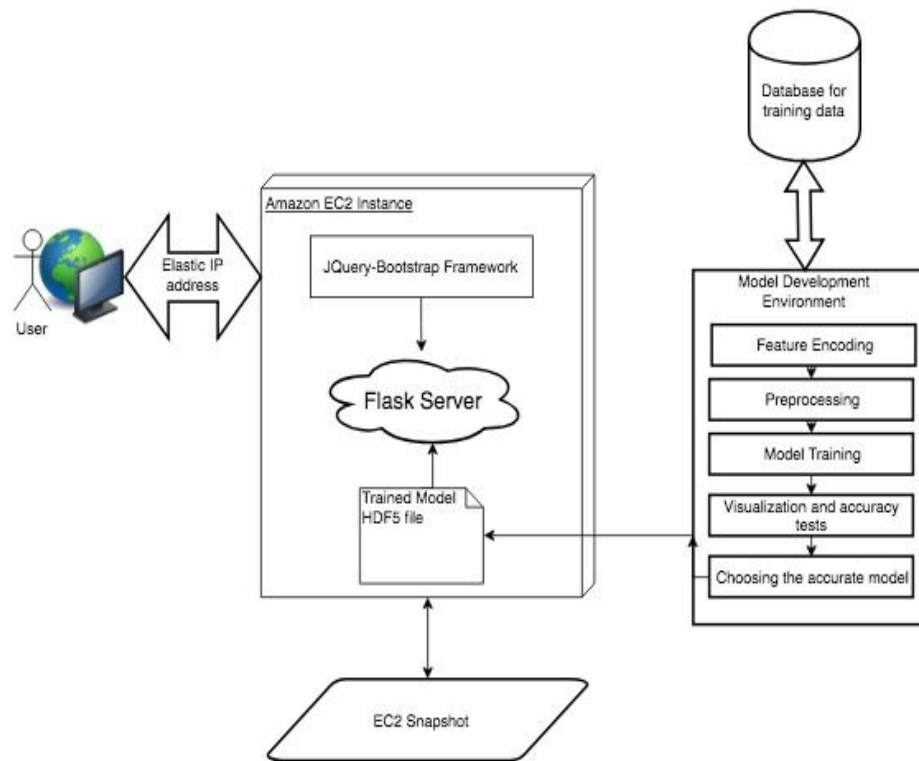 Database for
training data
Amazon EC2 Instance
JQuery-Bootstrap Framework
Elastic IP
address
User
Flask Server
Trained Model
HDF5 file
EC2 Snapshot
Model Development
Environment
Feature Encoding
Preprocessing
Model Training
Visualization and accuracy
tests
Choosing the accurate model